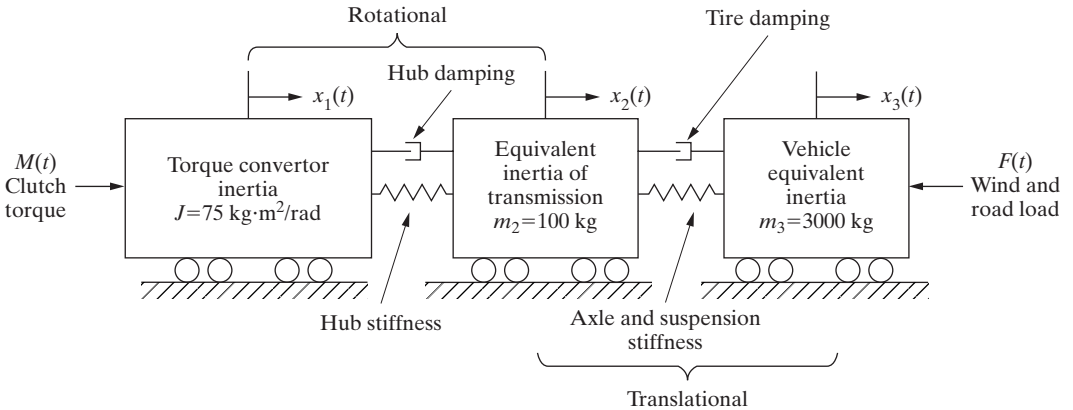 Rotational
Tire damping
Hub damping
x₁(t)
x₂(t)
x₃(t)
M(t)
Clutch
torque
Torque convertor
inertia
J=75 kg·m²/rad
Equivalent
inertia of
transmission
m₂=100 kg
Vehicle
equivalent
inertia
m₃=3000 kg
F(t)
Wind and
road load
Hub stiffness
Axle and suspension
stiffness
Translational